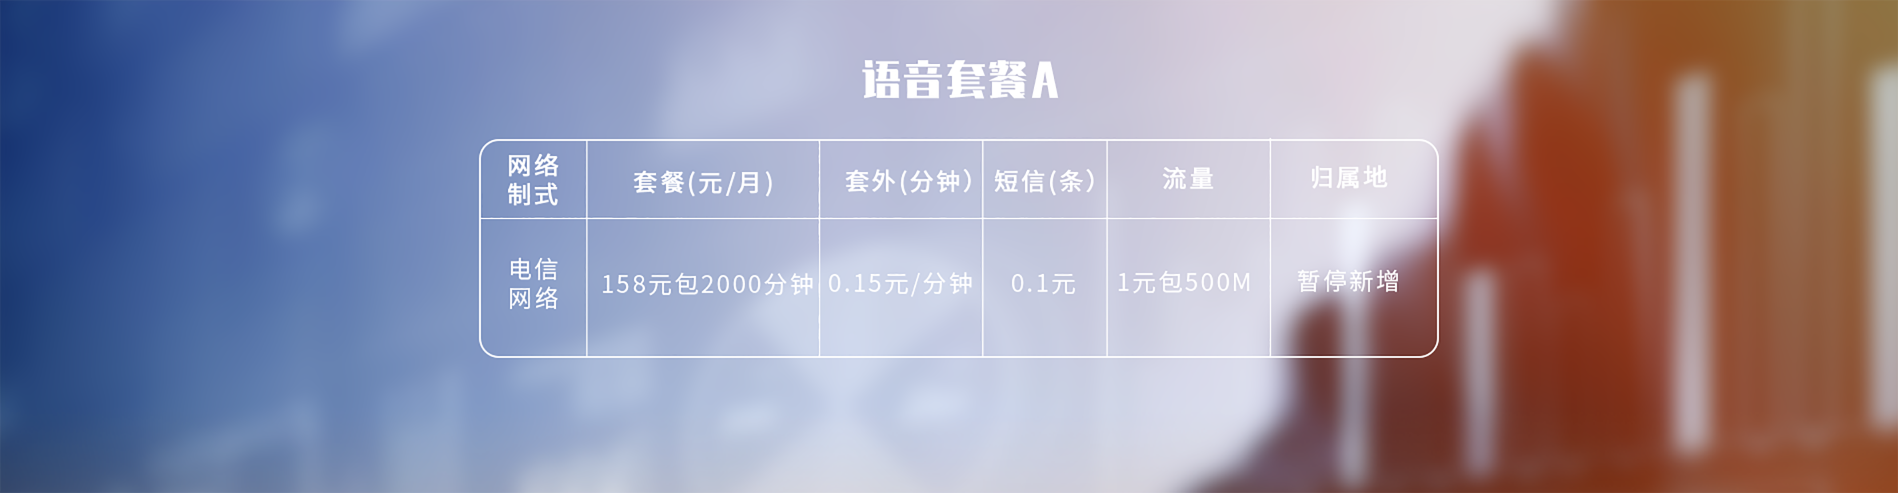 语音套餐A
网络
制式
套餐(元/月)
套外(分钟)
短信(条)
流量
归属地
电信
网络
158元包2000分钟
0.15元/分钟
0.1元
1元包500M
暂停新增